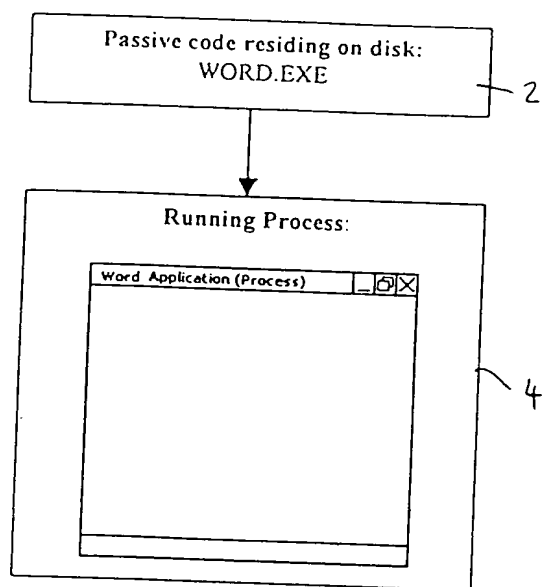 Passive code residing on disk:
WORD.EXE
2
Running Process:
Word Application (Process)
4